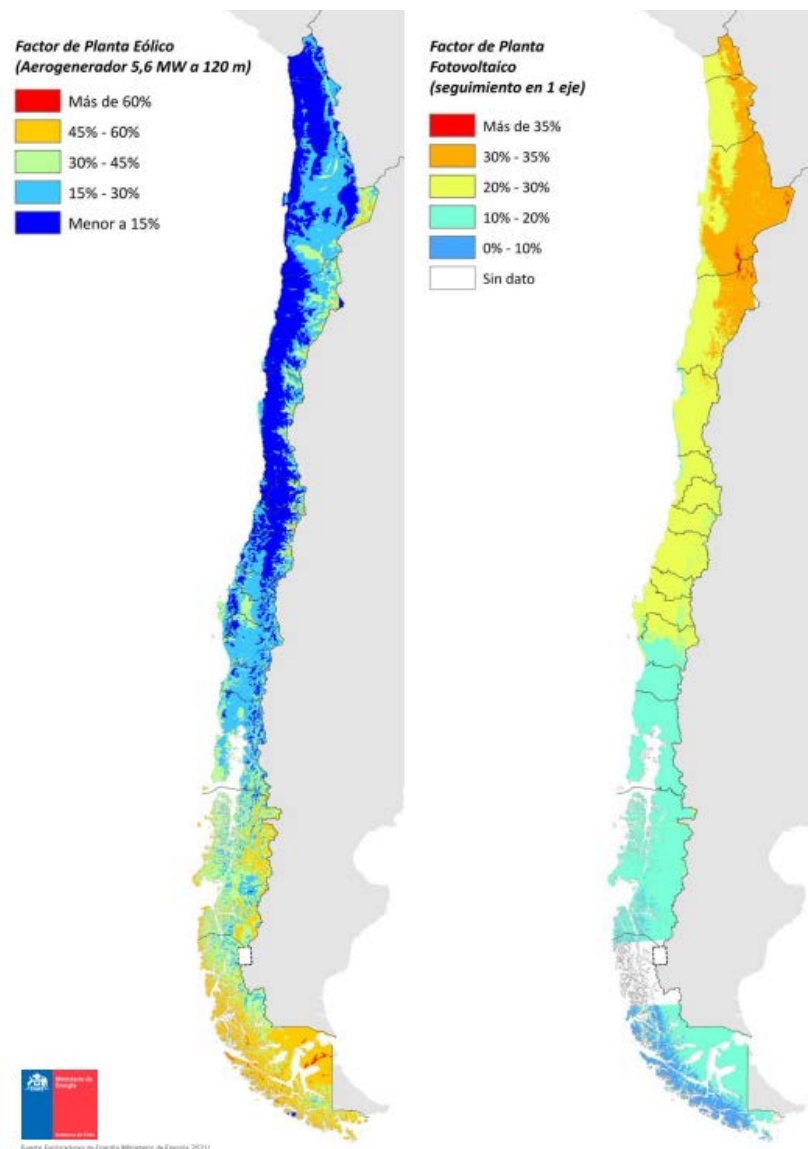 Factor de Planta Eólico
(Aerogenerador 5,6 MW a 120 m)
Más de 60%
45% - 60%
30% - 45%
15% - 30%
Menor a 15%
Factor de Planta
Fotovoltaico
(seguimiento en 1 eje)
Más de 35%
30% - 35%
20% - 30%
10% - 20%
0% - 10%
Sin dato
Ministerio de
Energía
Gobierno de Chile